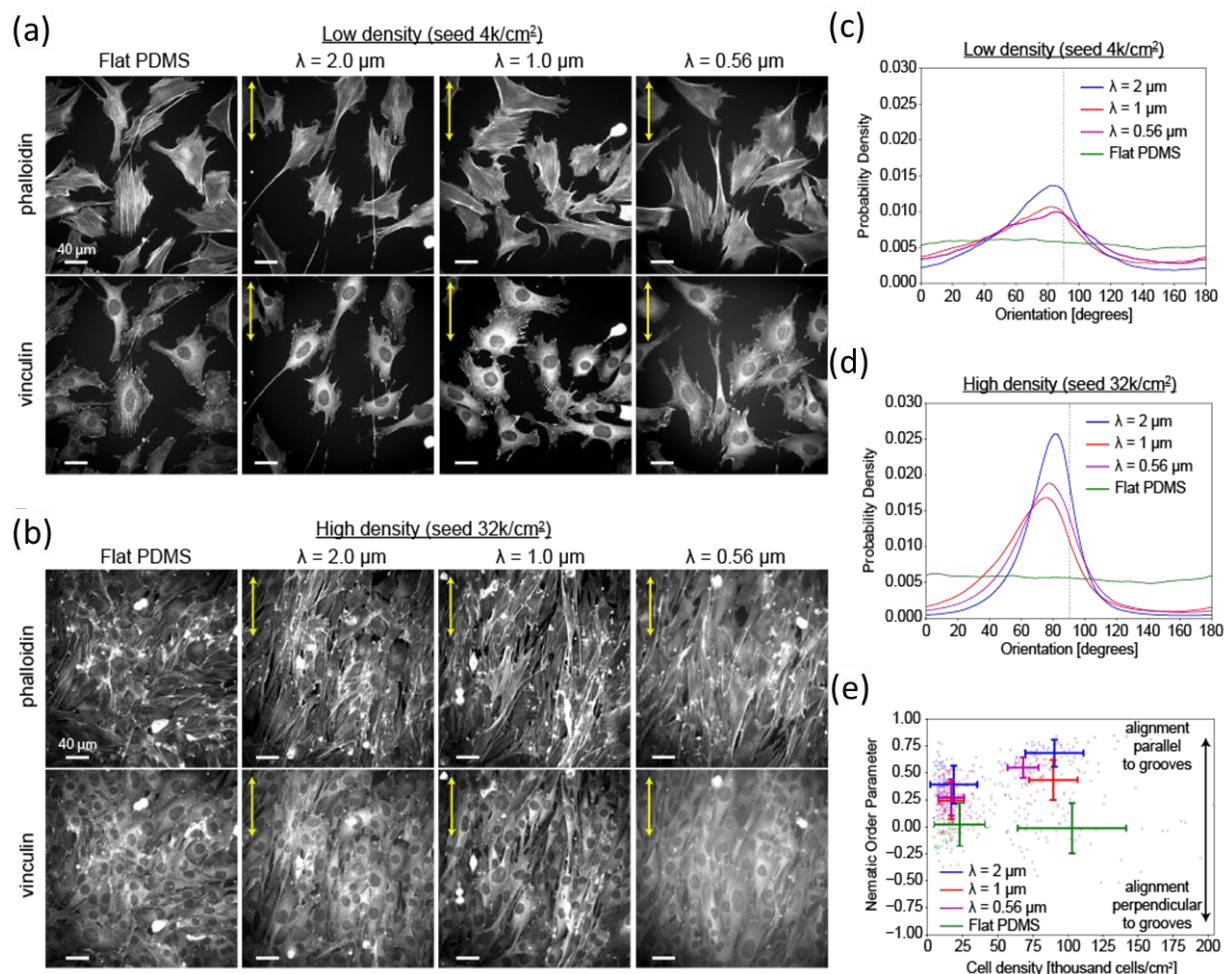 (a)
Low density (seed 4k/cm²)
Flat PDMS
λ = 2.0 µm
λ = 1.0 µm
λ = 0.56 µm
phalloidin
40 µm
vinculin
(b)
High density (seed 32k/cm²)
Flat PDMS
λ = 2.0 µm
λ = 1.0 µm
λ = 0.56 µm
phalloidin
40 µm
vinculin
(c)
Low density (seed 4k/cm²)
Probability Density
0.030
0.025
0.020
0.015
0.010
0.005
0.000
λ = 2 µm
λ = 1 µm
λ = 0.56 µm
Flat PDMS
0 20 40 60 80 100 120 140 160 180
Orientation [degrees]
(d)
High density (seed 32k/cm²)
Probability Density
0.030
0.025
0.020
0.015
0.010
0.005
0.000
λ = 2 µm
λ = 1 µm
λ = 0.56 µm
Flat PDMS
0 20 40 60 80 100 120 140 160 180
Orientation [degrees]
(e)
Nematic Order Parameter
1.00
0.75
0.50
0.25
0.00
−0.25
−0.50
−0.75
−1.00
alignment
parallel
to grooves
λ = 2 µm
λ = 1 µm
λ = 0.56 µm
Flat PDMS
alignment
perpendicular
to grooves
0 25 50 75 100 125 150 175 200
Cell density [thousand cells/cm²]